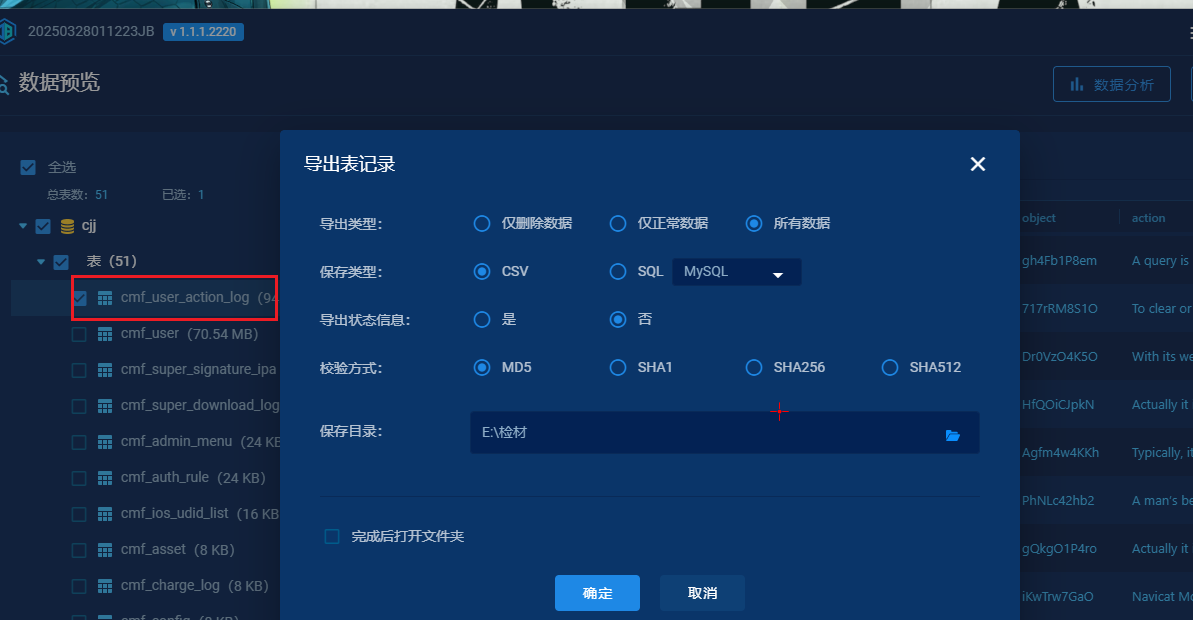 20250328011223JB v 1.1.1.2220
数据预览
数据分析
全选
总表数: 51 已选: 1
cjj
表 (51)
cmf_user_action_log (94
cmf_user (70.54 MB)
cmf_super_signature_ipa
cmf_super_download_log
cmf_admin_menu (24 KB
cmf_auth_rule (24 KB)
cmf_ios_udid_list (16 KB
cmf_asset (8 KB)
cmf_charge_log (8 KB)
cmf_config (8 KB)
导出表记录
导出类型: 仅删除数据 仅正常数据 所有数据
保存类型: CSV SQL MySQL
导出状态信息: 是 否
校验方式: MD5 SHA1 SHA256 SHA512
保存目录: E:\检材
完成后打开文件夹
确定 取消
object action
gh4Fb1P8em A query is
717rRM8S1O To clear or
Dr0VzO4K5O With its we
HfQOiCJpkN Actually it
Agfm4w4KKh Typically, it
PhNLc42hb2 A man's be
gQkgO1P4ro Actually it
iKwTrw7GaO Navicat Mo